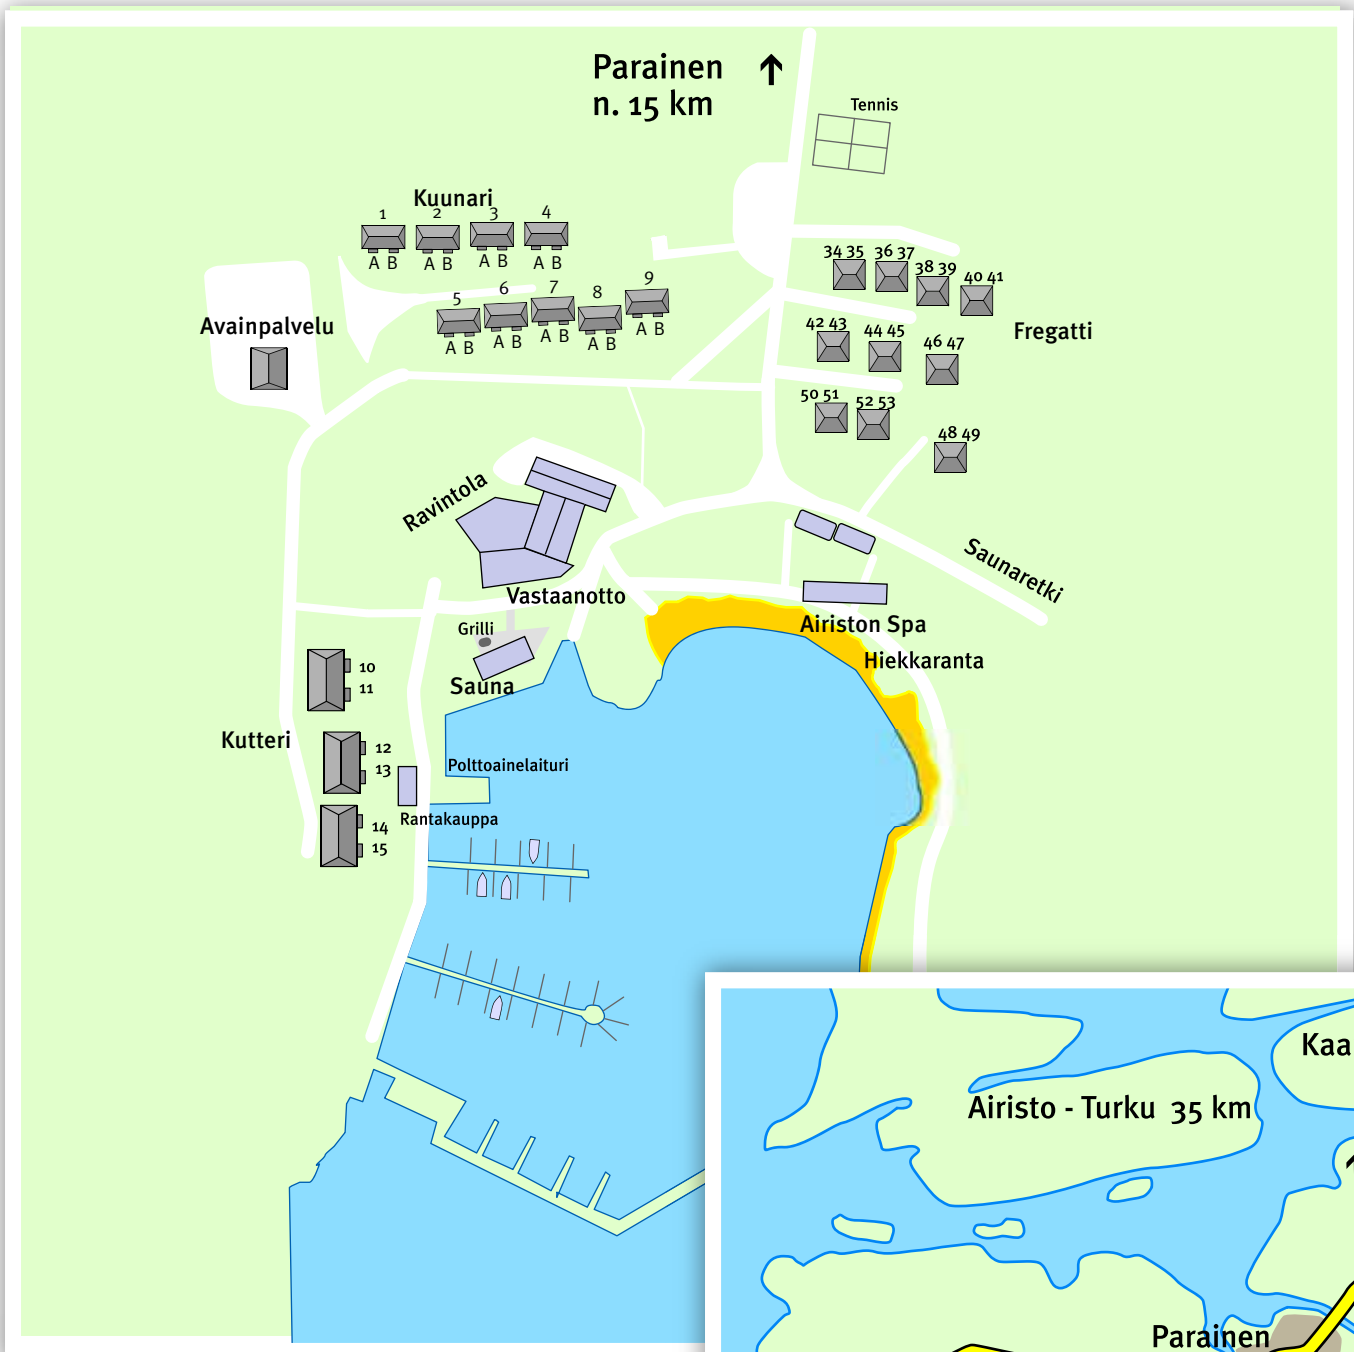 Parainen
n. 15 km
Tennis
Kuunari
1 2 3 4
A B A B A B A B
5 6 7 8 9
A B A B A B A B A B
34 35 36 37 38 39 40 41
Fregatti
42 43 44 45 46 47
50 51 52 53
48 49
Avainpalvelu
Ravintola
Vastaanotto
Saunaretki
Airiston Spa
Hiekkaranta
Grilli
Sauna
Kutteri
10
11
12
13
14
15
Polttoainelaituri
Rantakauppa
Kaa
Airisto - Turku 35 km
Parainen